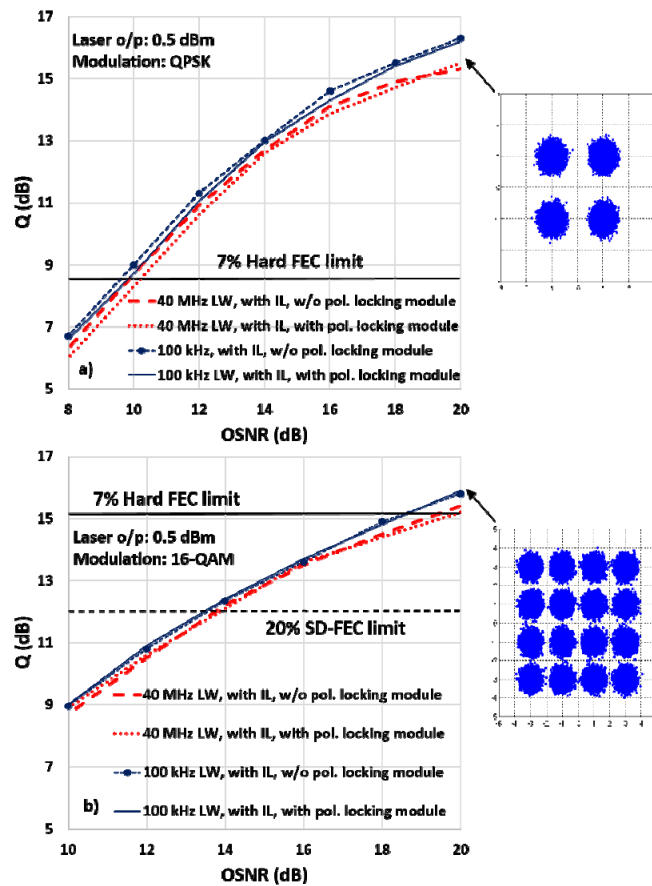 17
15
13
11
9
7
5
Q (dB)
Laser o/p: 0.5 dBm
Modulation: QPSK
7% Hard FEC limit
40 MHz LW, with IL, w/o pol. locking module
40 MHz LW, with IL, with pol. locking module
100 kHz, with IL, w/o pol. locking module
100 kHz LW, with IL, with pol. locking module
a)
8 10 12 14 16 18 20
OSNR (dB)
17
15
13
11
9
7
5
Q (dB)
7% Hard FEC limit
Laser o/p: 0.5 dBm
Modulation: 16-QAM
20% SD-FEC limit
40 MHz LW, with IL, w/o pol. locking module
40 MHz LW, with IL, with pol. locking module
100 kHz LW, with IL, w/o pol. locking module
100 kHz LW, with IL, with pol. locking module
b)
10 12 14 16 18 20
OSNR (dB)